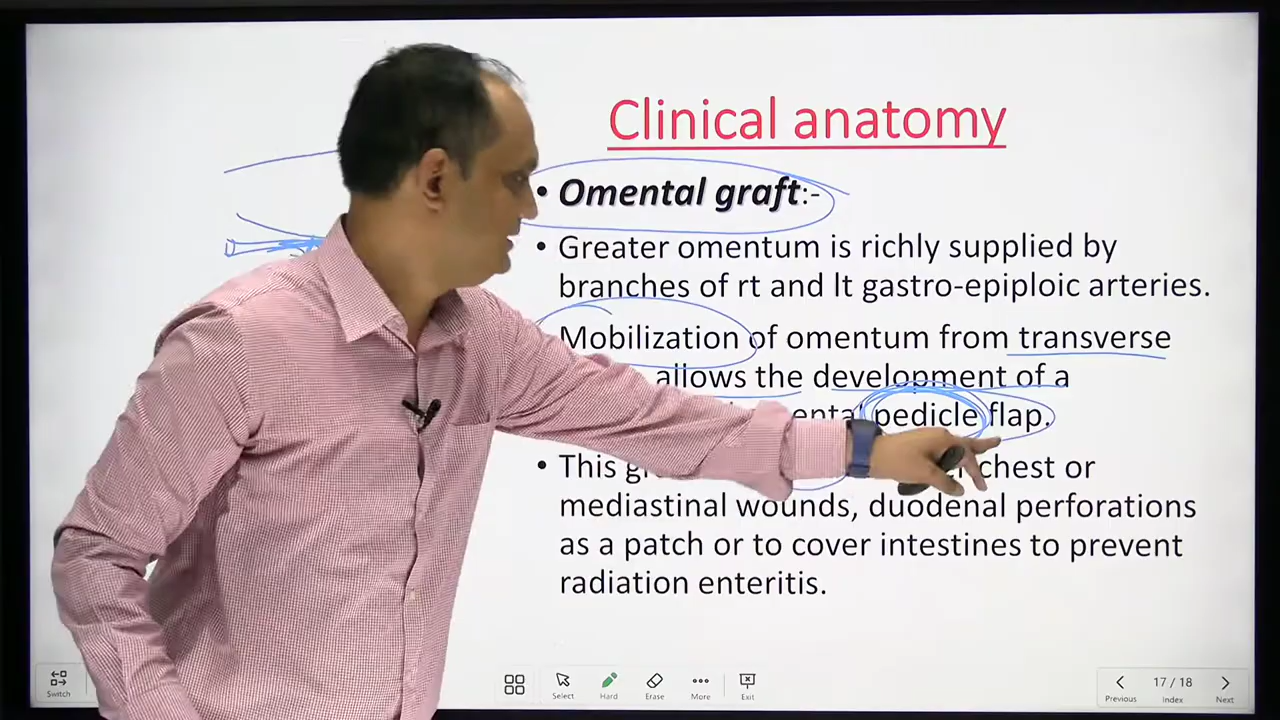 Clinical anatomy
• Omental graft:-
• Greater omentum is richly supplied by
branches of rt and lt gastro-epiploic arteries.
Mobilization of omentum from transverse
allows the development of a
pedicle flap.
• This chest or
mediastinal wounds, duodenal perforations
as a patch or to cover intestines to prevent
radiation enteritis.
Switch
Select
Hard
Erase
More
Exit
Previous
17 / 18
Index
Next